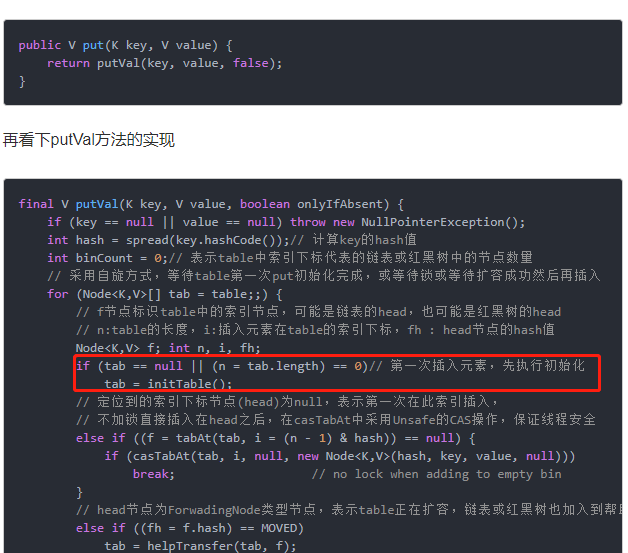 public V put(K key, V value) {
return putVal(key, value, false);
}
再看下putVal方法的实现
final V putVal(K key, V value, boolean onlyIfAbsent) {
if (key == null || value == null) throw new NullPointerException();
int hash = spread(key.hashCode());// 计算key的hash值
int binCount = 0;// 表示table中索引下标代表的链表或红黑树中的节点数量
// 采用自旋方式，等待table第一次put初始化完成，或等待锁或等待扩容成功然后再插入
for (Node<K,V>[] tab = table;;) {
// f节点标识table中的索引节点，可能是链表的head，也可能是红黑树的head
// n:table的长度，i:插入元素在table的索引下标，fh : head节点的hash值
Node<K,V> f; int n, i, fh;
if (tab == null || (n = tab.length) == 0)// 第一次插入元素，先执行初始化
tab = initTable();
// 定位到的索引下标节点(head)为null，表示第一次在此索引插入，
// 不加锁直接插入在head之后，在casTabAt中采用Unsafe的CAS操作，保证线程安全
else if ((f = tabAt(tab, i = (n - 1) & hash)) == null) {
if (casTabAt(tab, i, null, new Node<K,V>(hash, key, value, null)))
break; // no lock when adding to empty bin
}
// head节点为ForwadingNode类型节点，表示table正在扩容，链表或红黑树也加入到帮
else if ((fh = f.hash) == MOVED)
tab = helpTransfer(tab, f);